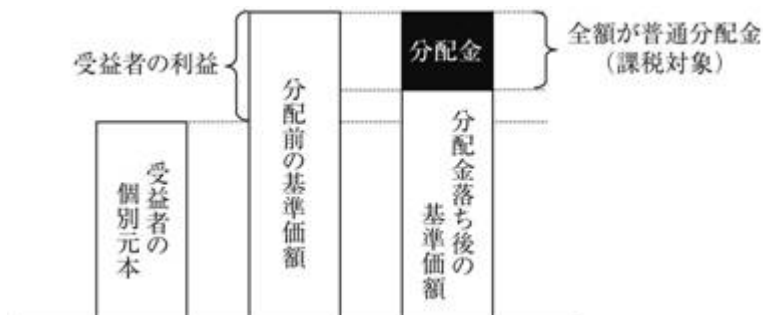 受益者の利益
分配金
全額が普通分配金
（課税対象）
受益者の
個別元本
分配前の基準価額
分配金落ち後の
基準価額